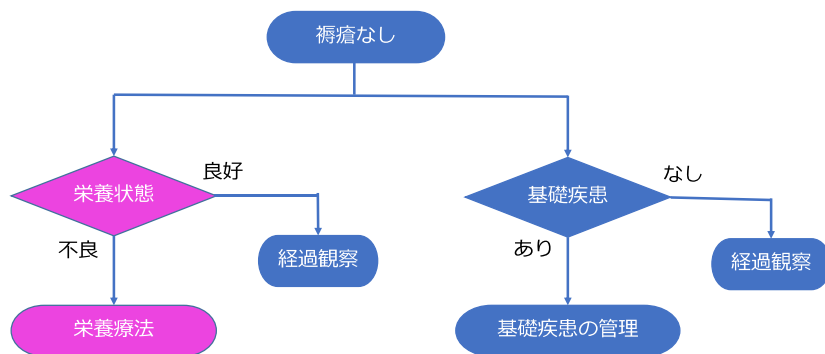 褥瘡なし
栄養状態
良好
不良
経過観察
栄養療法
基礎疾患
なし
あり
経過観察
基礎疾患の管理